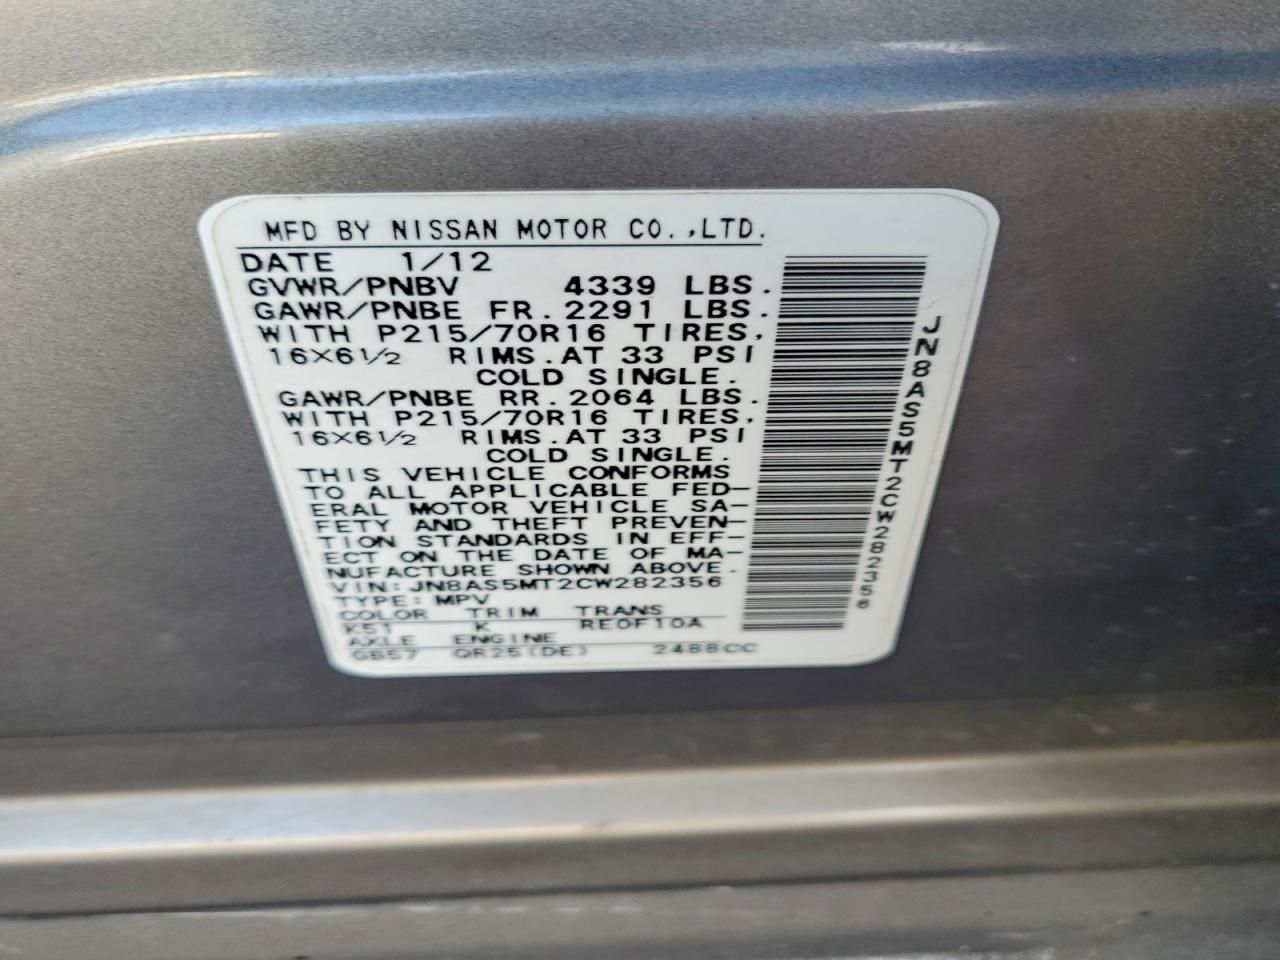 MFD BY NISSAN MOTOR CO.,LTD.
DATE 1/12
GVWR/PNBV 4339 LBS.
GAWR/PNBE FR. 2291 LBS.
WITH P215/70R16 TIRES,
16X6½ RIMS. AT 33 PSI
COLD SINGLE.
GAWR/PNBE RR. 2064 LBS.
WITH P215/70R16 TIRES,
16X6½ RIMS. AT 33 PSI
COLD SINGLE.
THIS VEHICLE CONFORMS
TO ALL APPLICABLE FED-
ERAL MOTOR VEHICLE SA-
FETY AND THEFT PREVEN-
TION STANDARDS IN EFF-
ECT ON THE DATE OF MA-
NUFACTURE SHOWN ABOVE.
VIN: JN8AS5MT2CW282356
TYPE: MPV
COLOR TRIM TRANS
K51 K RE0F10A
AXLE ENGINE
GB57 QR25(DE) 2488CC
JN8AS5MT2CW282356